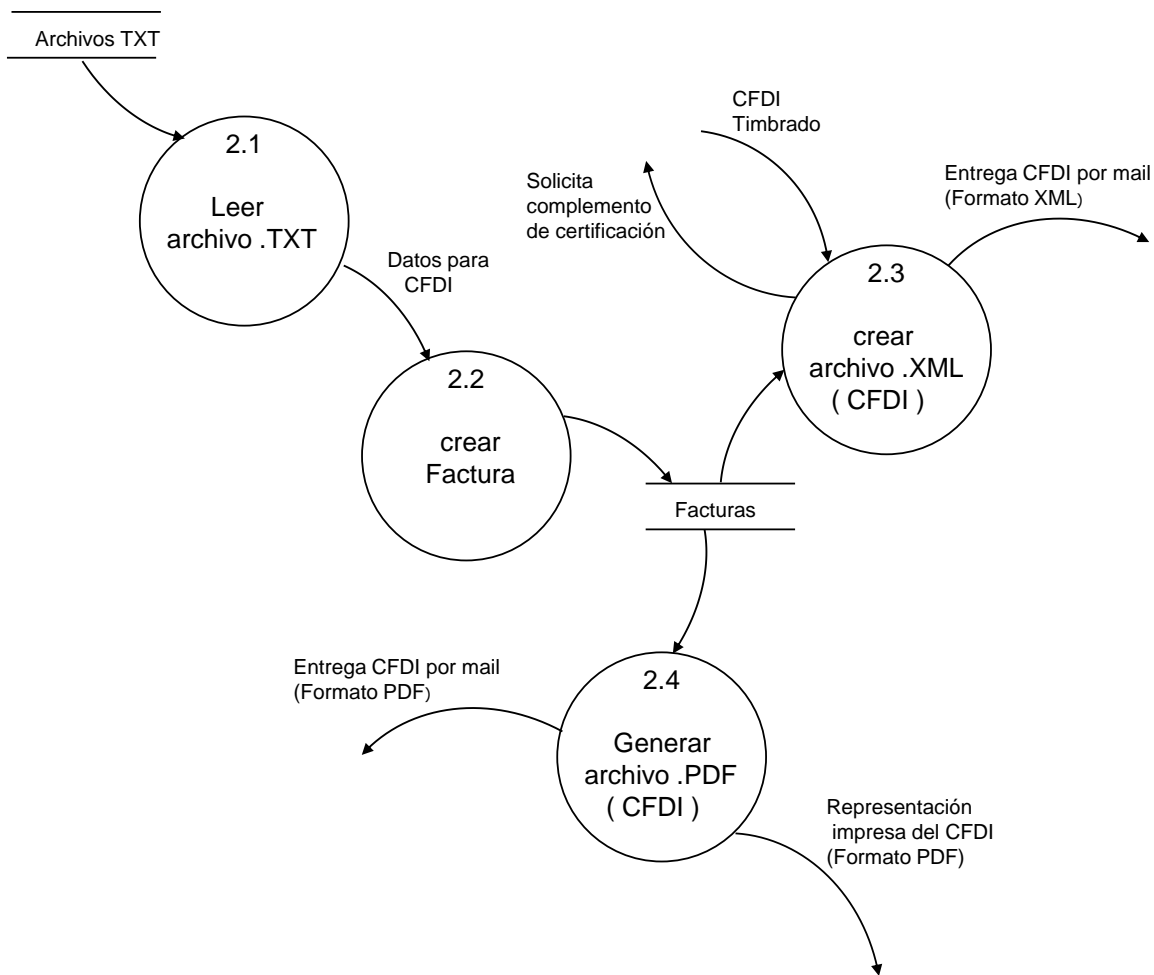 Archivos TXT
2.1
Leer
archivo .TXT
Datos para
CFDI
2.2
crear
Factura
Facturas
CFDI
Timbrado
Solicita
complemento
de certificación
Entrega CFDI por mail
(Formato XML)
2.3
crear
archivo .XML
( CFDI )
Entrega CFDI por mail
(Formato PDF)
2.4
Generar
archivo .PDF
( CFDI )
Representación
impresa del CFDI
(Formato PDF)